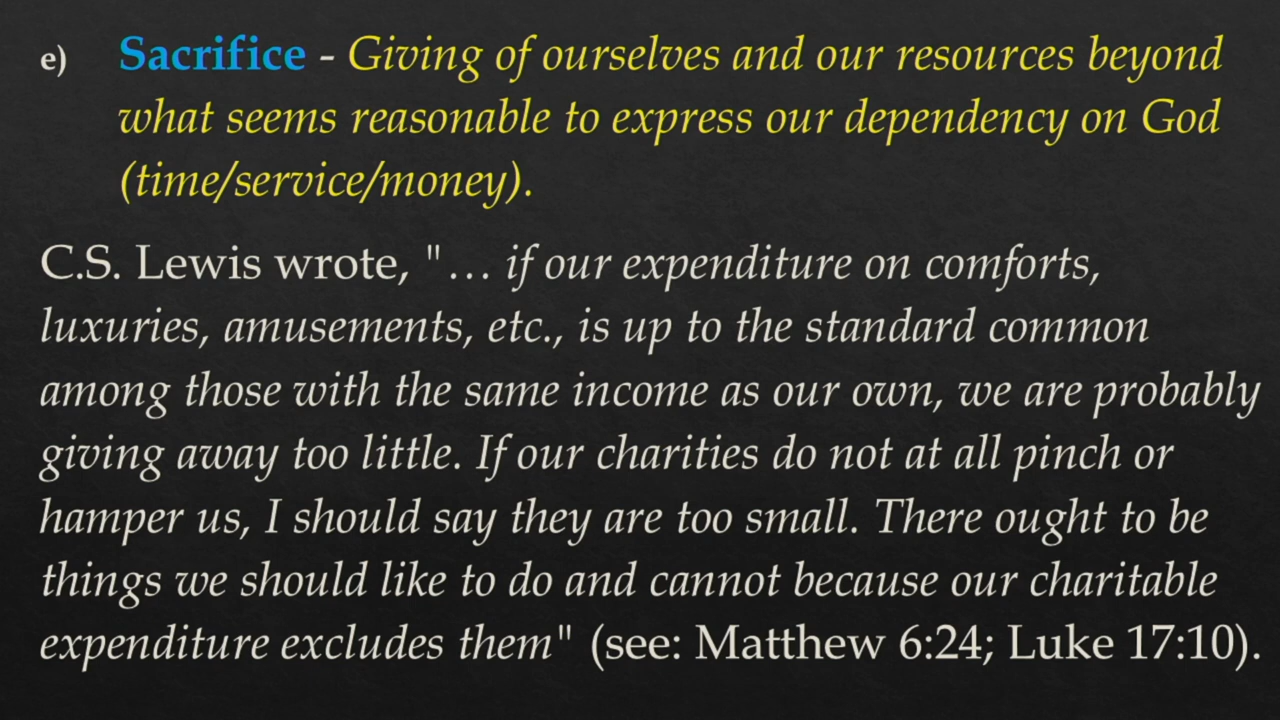 e) Sacrifice - Giving of ourselves and our resources beyond
what seems reasonable to express our dependency on God
(time/service/money).
C.S. Lewis wrote, "… if our expenditure on comforts,
luxuries, amusements, etc., is up to the standard common
among those with the same income as our own, we are probably
giving away too little. If our charities do not at all pinch or
hamper us, I should say they are too small. There ought to be
things we should like to do and cannot because our charitable
expenditure excludes them" (see: Matthew 6:24; Luke 17:10).